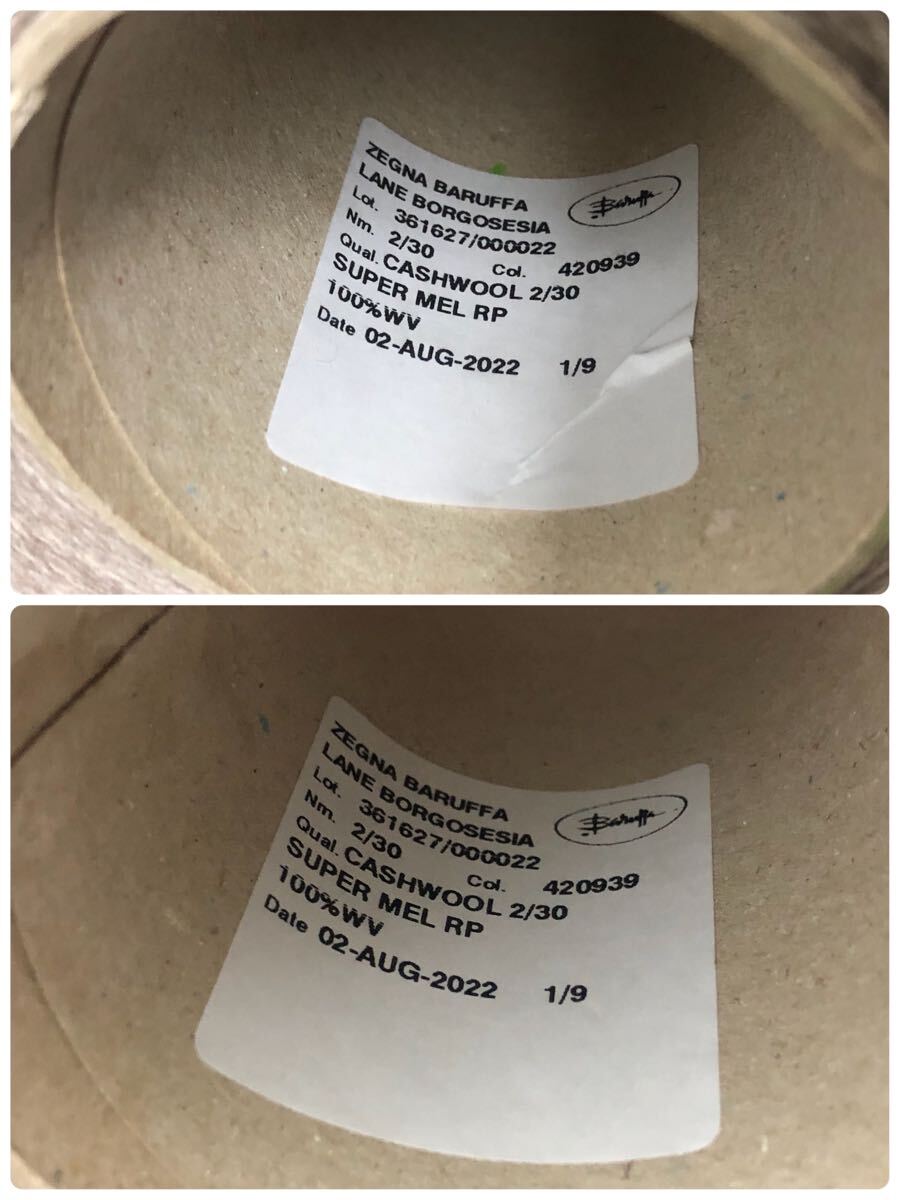 ZEGNA BARUFFA
LANE BORGOSESIA
Baruffa
Lot. 361627/000022
Nm. 2/30 Col. 420939
Qual. CASHWOOL 2/30
SUPER MEL RP
100%WV
Date 02-AUG-2022 1/9
ZEGNA BARUFFA
LANE BORGOSESIA
Baruffa
Lot. 361627/000022
Nm. 2/30 Col. 420939
Qual. CASHWOOL 2/30
SUPER MEL RP
100%WV
Date 02-AUG-2022 1/9